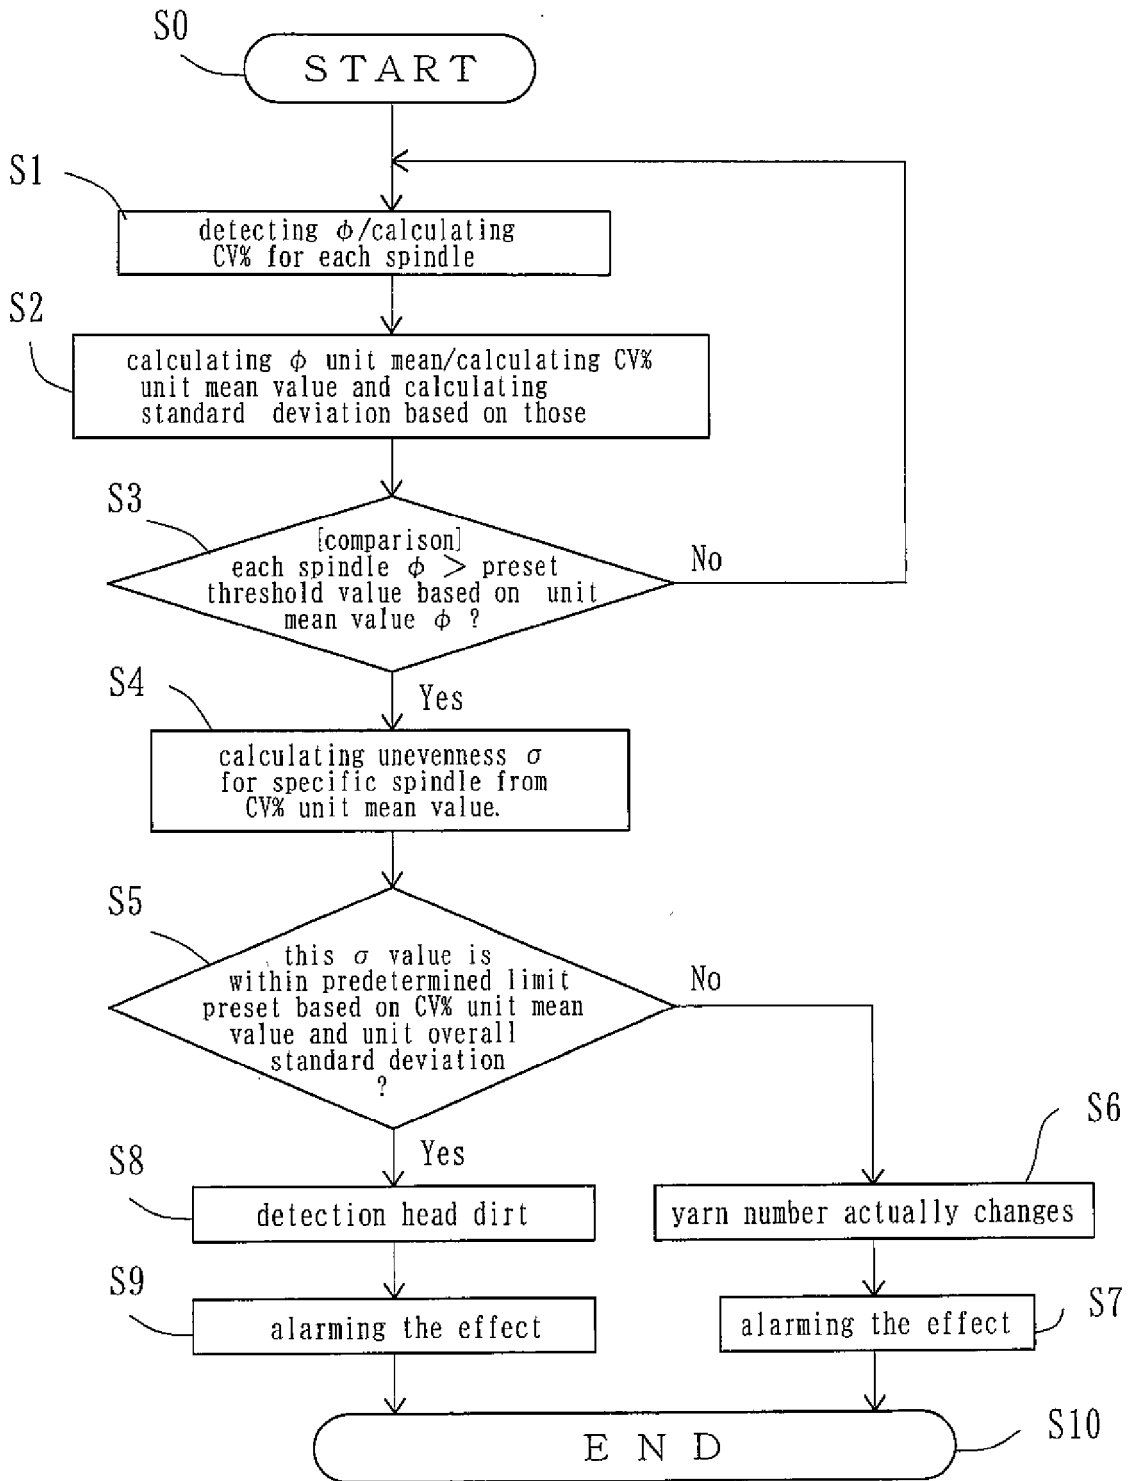 S0
START
S1
detecting φ/calculating
CV% for each spindle
S2
calculating φ unit mean/calculating CV%
unit mean value and calculating
standard deviation based on those
S3
[comparison]
each spindle φ > preset
threshold value based on unit
mean value φ ?
No
Yes
S4
calculating unevenness σ
for specific spindle from
CV% unit mean value.
S5
this σ value is
within predetermined limit
preset based on CV% unit mean
value and unit overall
standard deviation
?
No
Yes
S6
yarn number actually changes
S8
detection head dirt
S9
alarming the effect
S7
alarming the effect
END
S10